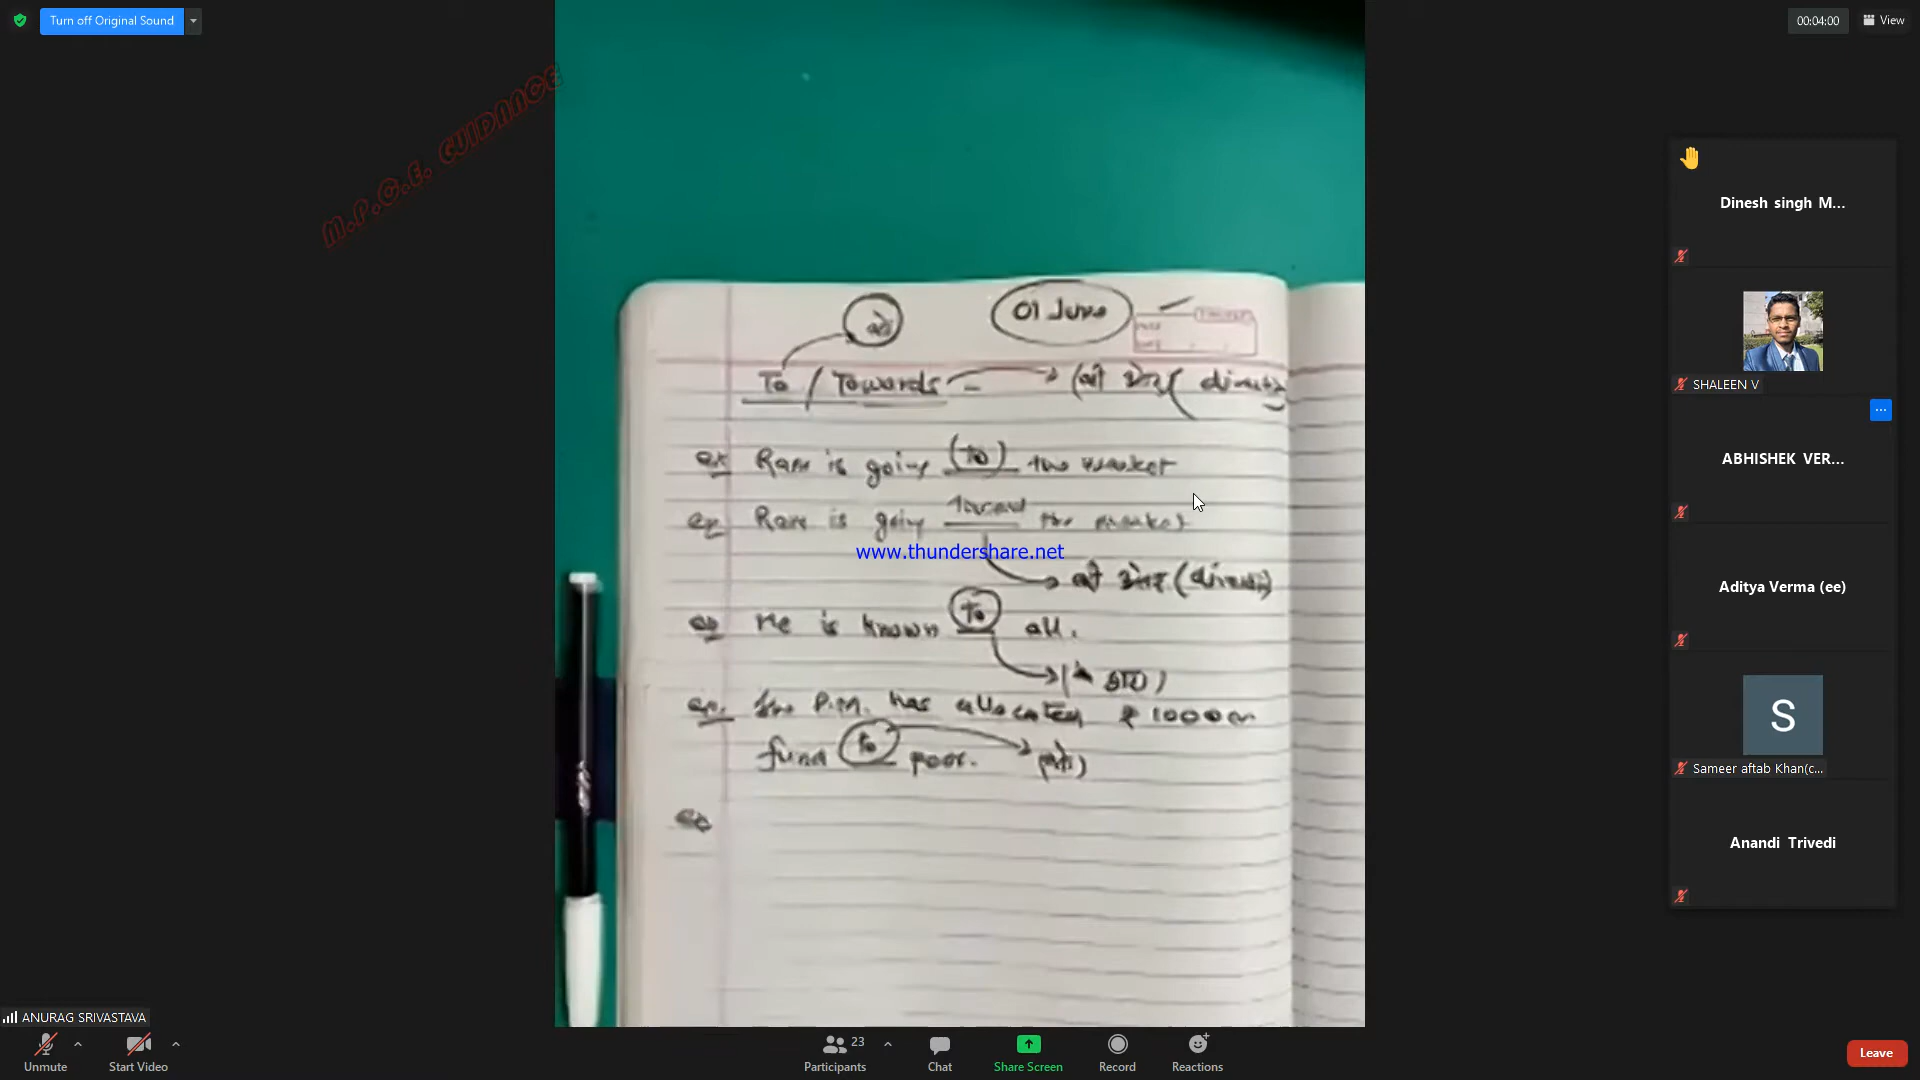 Turn off Original Sound
00:04:00
View
M.P.C.E. GUIDANCE
01 June
को
To / Towards - (की ओर ( direct
ex Ram is going (to) the market
ex Ram is going toward the market
www.thundershare.net
की ओर (direct
ex He is known To all.
के द्वारा)
ex. The P.M. has allocated ₹ 1000 cr
fund to poor. (को)
ex
Dinesh singh M...
SHALEEN V
ABHISHEK VER...
Aditya Verma (ee)
S
Sameer aftab Khan(c...
Anandi Trivedi
ANURAG SRIVASTAVA
Unmute
Start Video
23
Participants
Chat
Share Screen
Record
Reactions
Leave